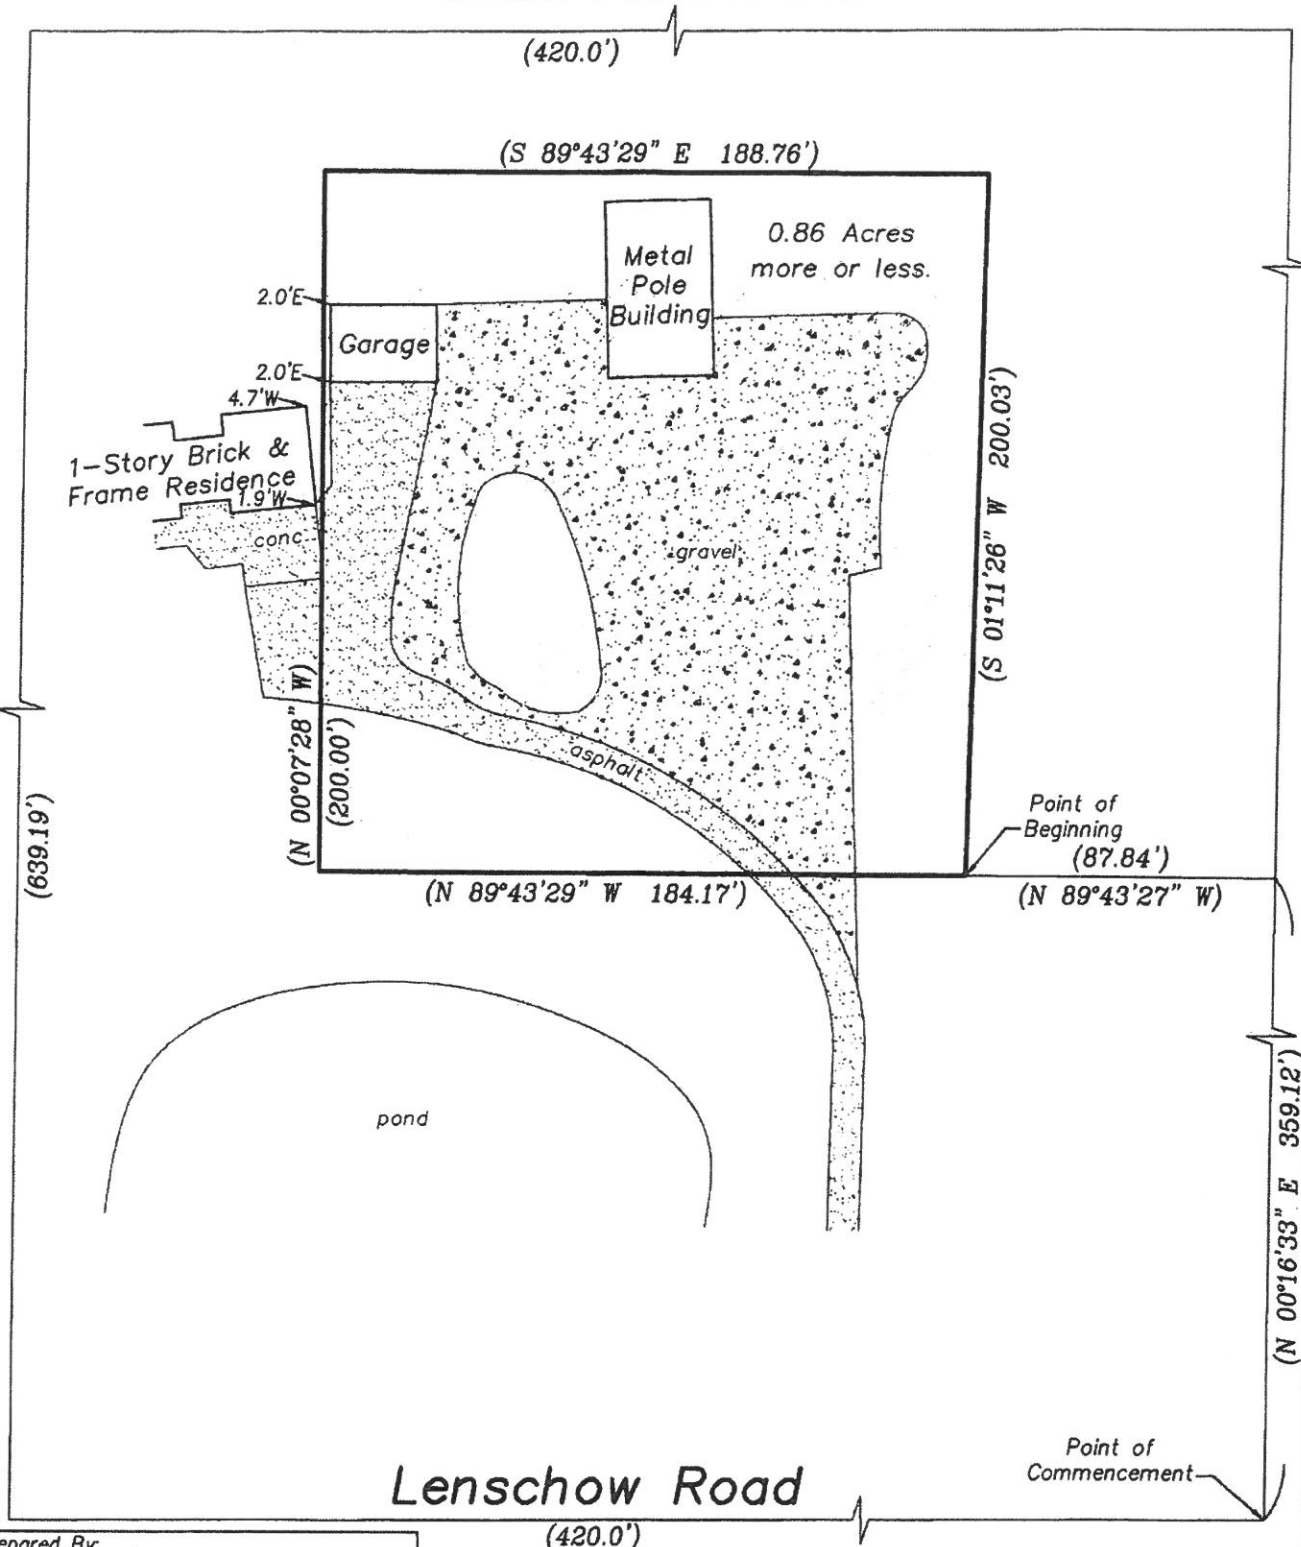 (420.0')
(S 89°43'29" E 188.76')
0.86 Acres
more or less.
Metal
Pole
Building
2.0'E
Garage
2.0'E
4.7'W
1-Story Brick &
Frame Residence
1.9'W
conc.
gravel
(S 01°11'26" W 200.03')
(N 00°07'28" W)
(200.00')
asphalt
(639.19')
Point of
Beginning
(87.84')
(N 89°43'29" W 184.17')
(N 89°43'27" W)
pond
(N 00°16'33" E 359.12')
Point of
Commencement
Lenschow Road
(420.0')